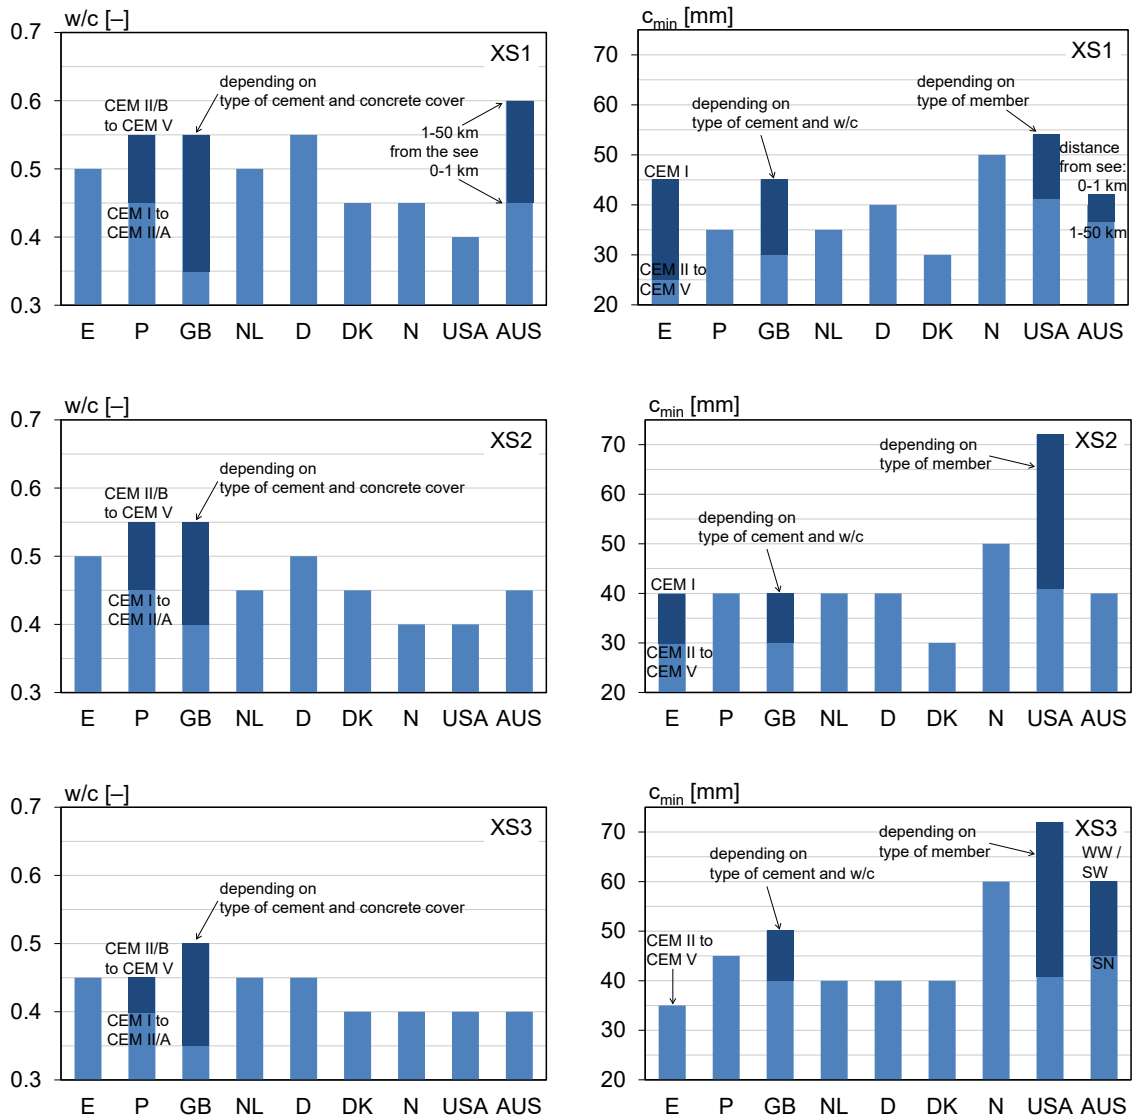 w/c [–]
XS1
0.7
0.6
0.5
0.4
0.3
CEM II/B
to CEM V
CEM I to
CEM II/A
depending on
type of cement and concrete cover
1-50 km
from the see
0-1 km
E P GB NL D DK N USA AUS
c_min [mm]
XS1
70
60
50
40
30
20
CEM I
CEM II to
CEM V
depending on
type of cement and w/c
depending on
type of member
distance
from see:
0-1 km
1-50 km
E P GB NL D DK N USA AUS
w/c [–]
XS2
0.7
0.6
0.5
0.4
0.3
CEM II/B
to CEM V
CEM I to
CEM II/A
depending on
type of cement and concrete cover
E P GB NL D DK N USA AUS
c_min [mm]
XS2
70
60
50
40
30
20
CEM I
CEM II to
CEM V
depending on
type of cement and w/c
depending on
type of member
E P GB NL D DK N USA AUS
w/c [–]
XS3
0.7
0.6
0.5
0.4
0.3
CEM II/B
to CEM V
CEM I to
CEM II/A
depending on
type of cement and concrete cover
E P GB NL D DK N USA AUS
c_min [mm]
XS3
70
60
50
40
30
20
CEM II to
CEM V
depending on
type of cement and w/c
depending on
type of member
WW /
SW
SN
E P GB NL D DK N USA AUS